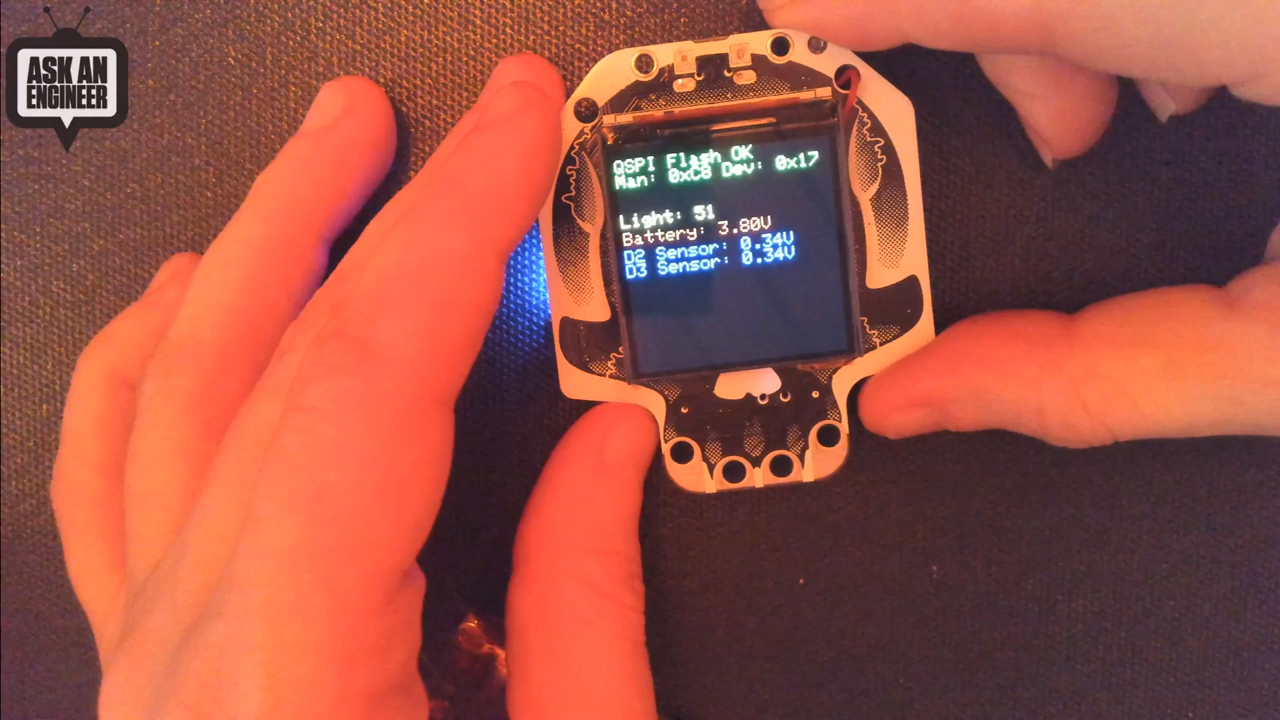 ASK AN
ENGINEER
QSPI Flash OK
Man: 0xC8 Dev: 0x17
Light: 51
Battery: 3.80V
D2 Sensor: 0.34V
D3 Sensor: 0.34V